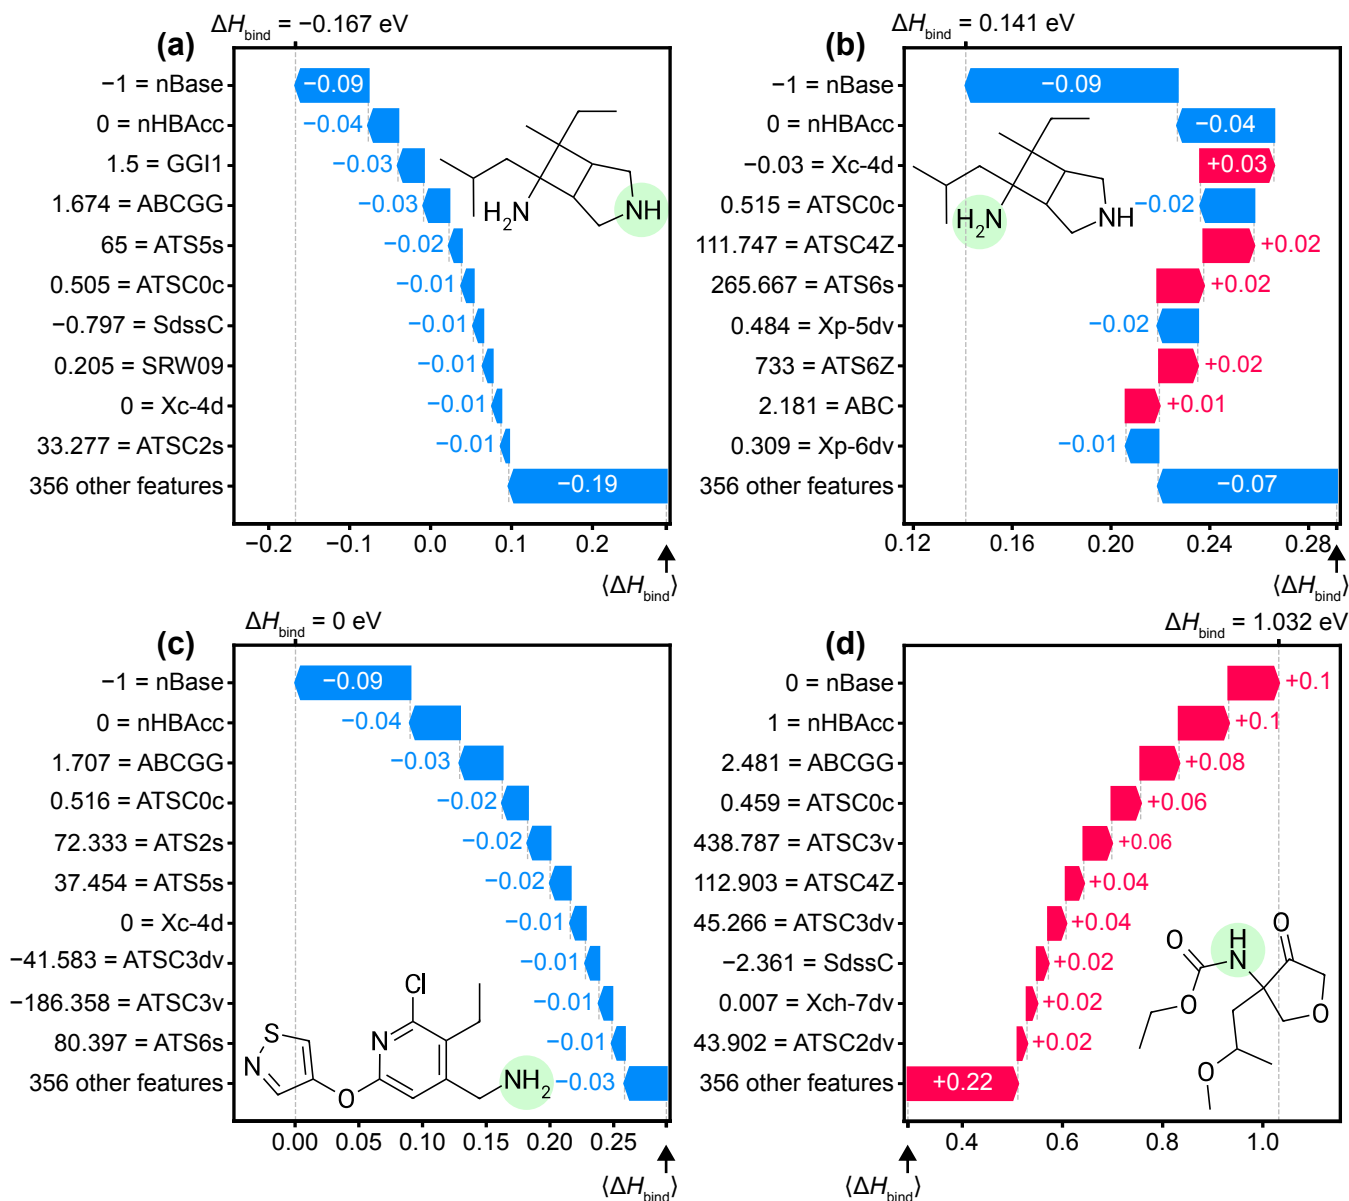 (a)
ΔH_bind = −0.167 eV
−1 = nBase
−0.09
0 = nHBAcc
−0.04
1.5 = GGI1
−0.03
1.674 = ABCGG
−0.03
65 = ATS5s
−0.02
0.505 = ATSC0c
−0.01
−0.797 = SdssC
−0.01
0.205 = SRW09
−0.01
0 = Xc-4d
−0.01
33.277 = ATSC2s
−0.01
356 other features
−0.19
H₂N
NH
−0.2 −0.1 0.0 0.1 0.2
⟨ΔH_bind⟩
(b)
ΔH_bind = 0.141 eV
−1 = nBase
−0.09
0 = nHBAcc
−0.04
−0.03 = Xc-4d
+0.03
0.515 = ATSC0c
−0.02
111.747 = ATSC4Z
+0.02
265.667 = ATS6s
+0.02
0.484 = Xp-5dv
−0.02
733 = ATS6Z
+0.02
2.181 = ABC
+0.01
0.309 = Xp-6dv
−0.01
356 other features
−0.07
H₂N
NH
0.12 0.16 0.20 0.24 0.28
⟨ΔH_bind⟩
(c)
ΔH_bind = 0 eV
−1 = nBase
−0.09
0 = nHBAcc
−0.04
1.707 = ABCGG
−0.03
0.516 = ATSC0c
−0.02
72.333 = ATS2s
−0.02
37.454 = ATS5s
−0.02
0 = Xc-4d
−0.01
−41.583 = ATSC3dv
−0.01
−186.358 = ATSC3v
−0.01
80.397 = ATS6s
−0.01
356 other features
−0.03
Cl
S
N
N
O
NH₂
0.00 0.05 0.10 0.15 0.20 0.25
⟨ΔH_bind⟩
(d)
ΔH_bind = 1.032 eV
0 = nBase
+0.1
1 = nHBAcc
+0.1
2.481 = ABCGG
+0.08
0.459 = ATSC0c
+0.06
438.787 = ATSC3v
+0.06
112.903 = ATSC4Z
+0.04
45.266 = ATSC3dv
+0.04
−2.361 = SdssC
+0.02
0.007 = Xch-7dv
+0.02
43.902 = ATSC2dv
+0.02
356 other features
+0.22
O
H
N
O
O
O
O
0.4 0.6 0.8 1.0
⟨ΔH_bind⟩